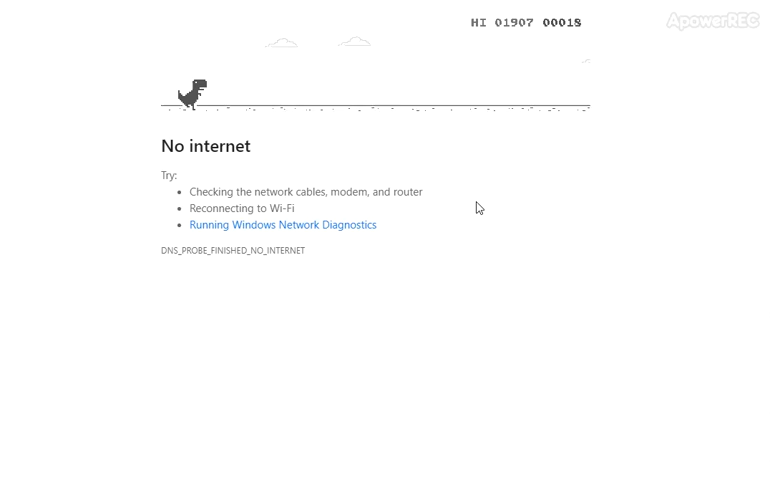 HI 01907 00018
ApowerREC
No internet
Try:
• Checking the network cables, modem, and router
• Reconnecting to Wi-Fi
• Running Windows Network Diagnostics
DNS_PROBE_FINISHED_NO_INTERNET